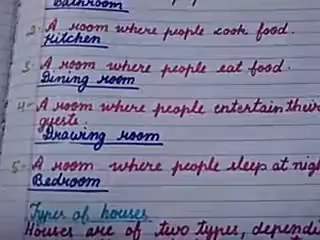 Bathroom
2- A room where people cook food.
Kitchen
3- A room where people eat food.
Dining room
4- A room where people entertain their
guests.
Drawing room
5- A room where people sleep at nig
Bedroom
Types of houses
Houses are of two types, dependi